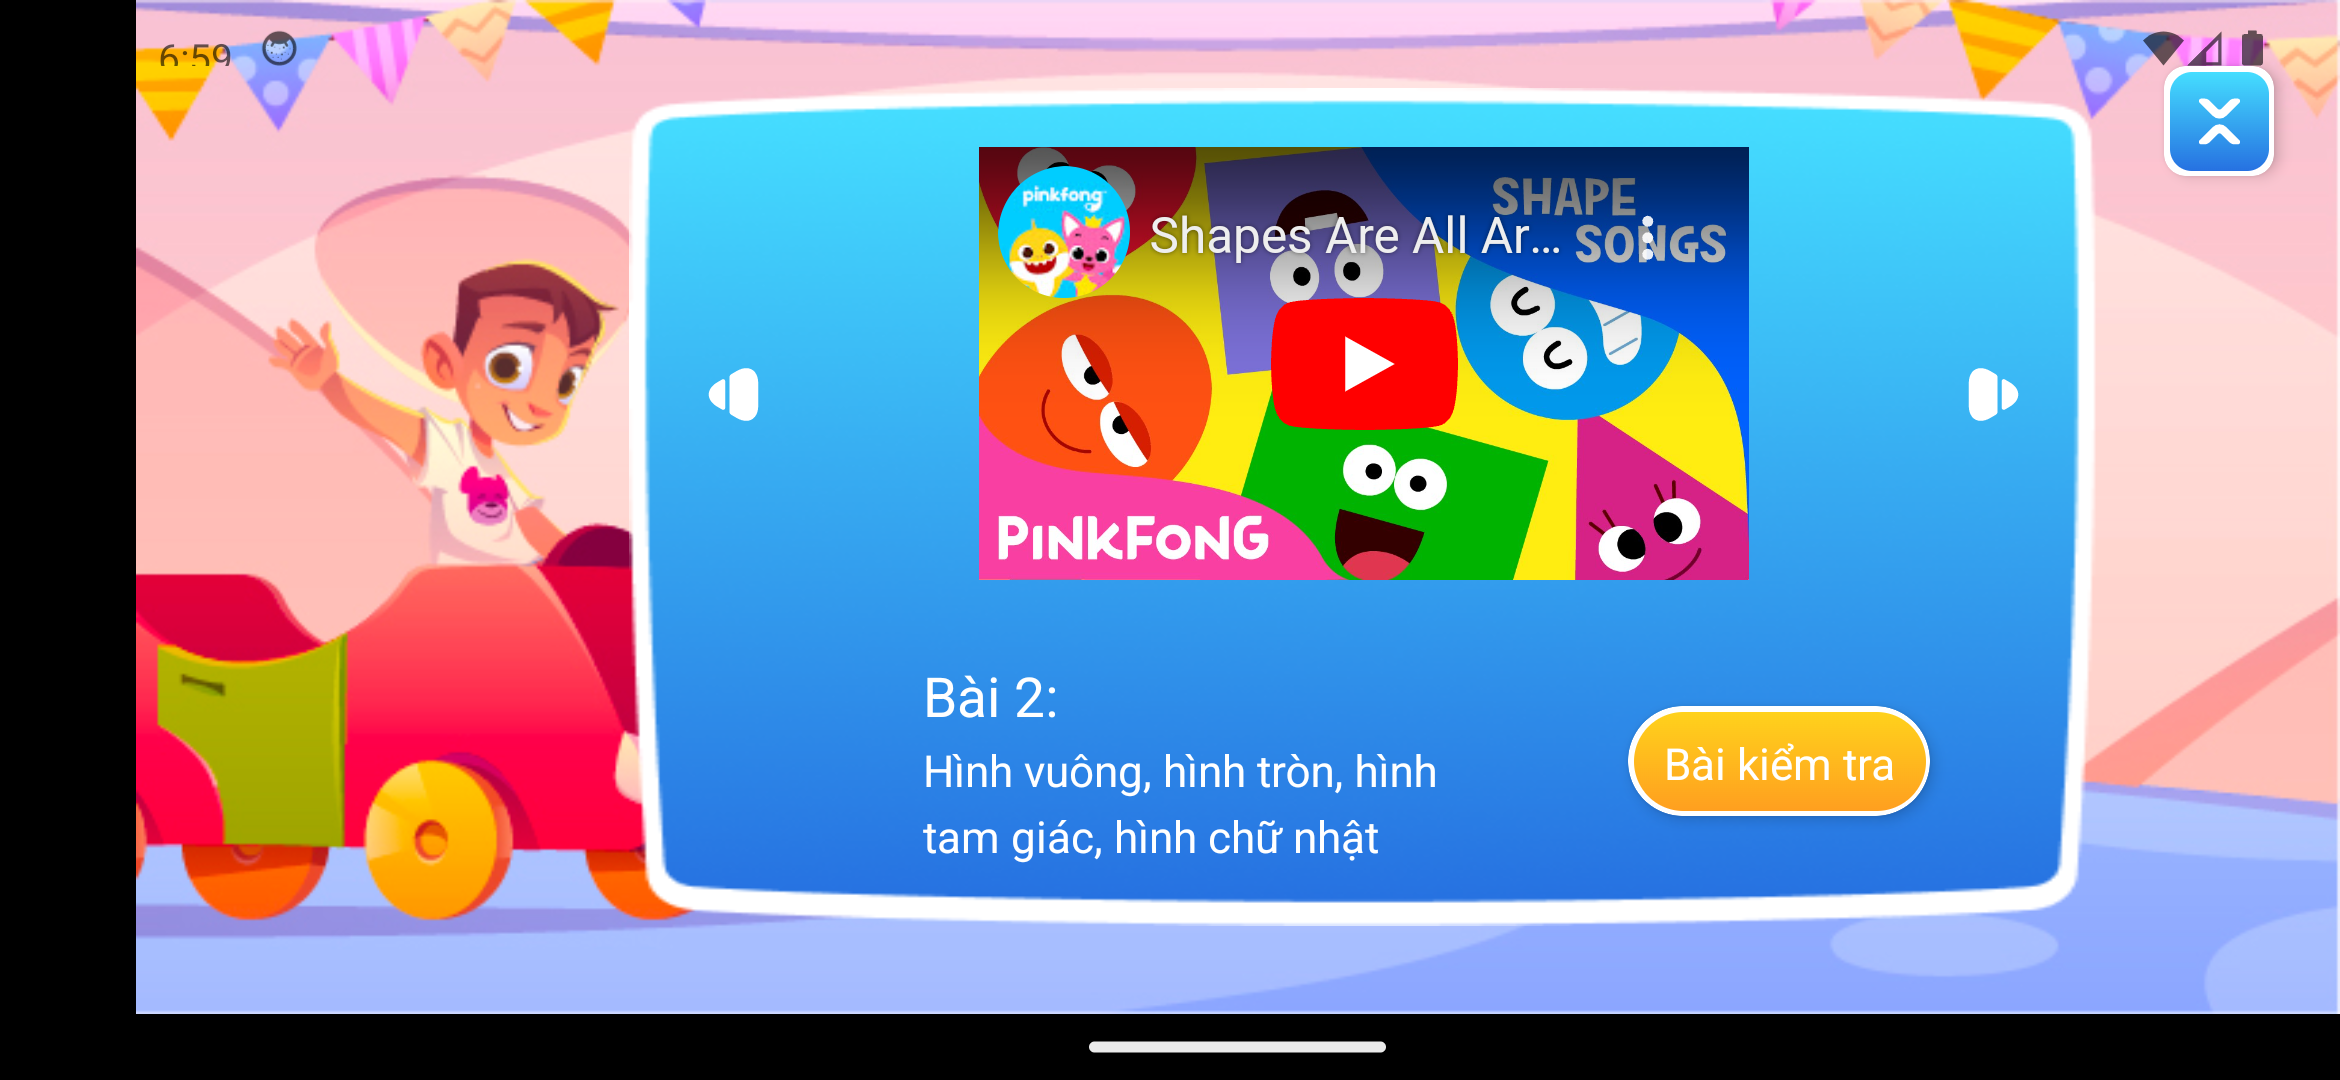 6:59
pinkfong
Shapes Are All Ar...
SHAPE
SONGS
PINKFONG
Bài 2:
Hình vuông, hình tròn, hình
tam giác, hình chữ nhật
Bài kiểm tra